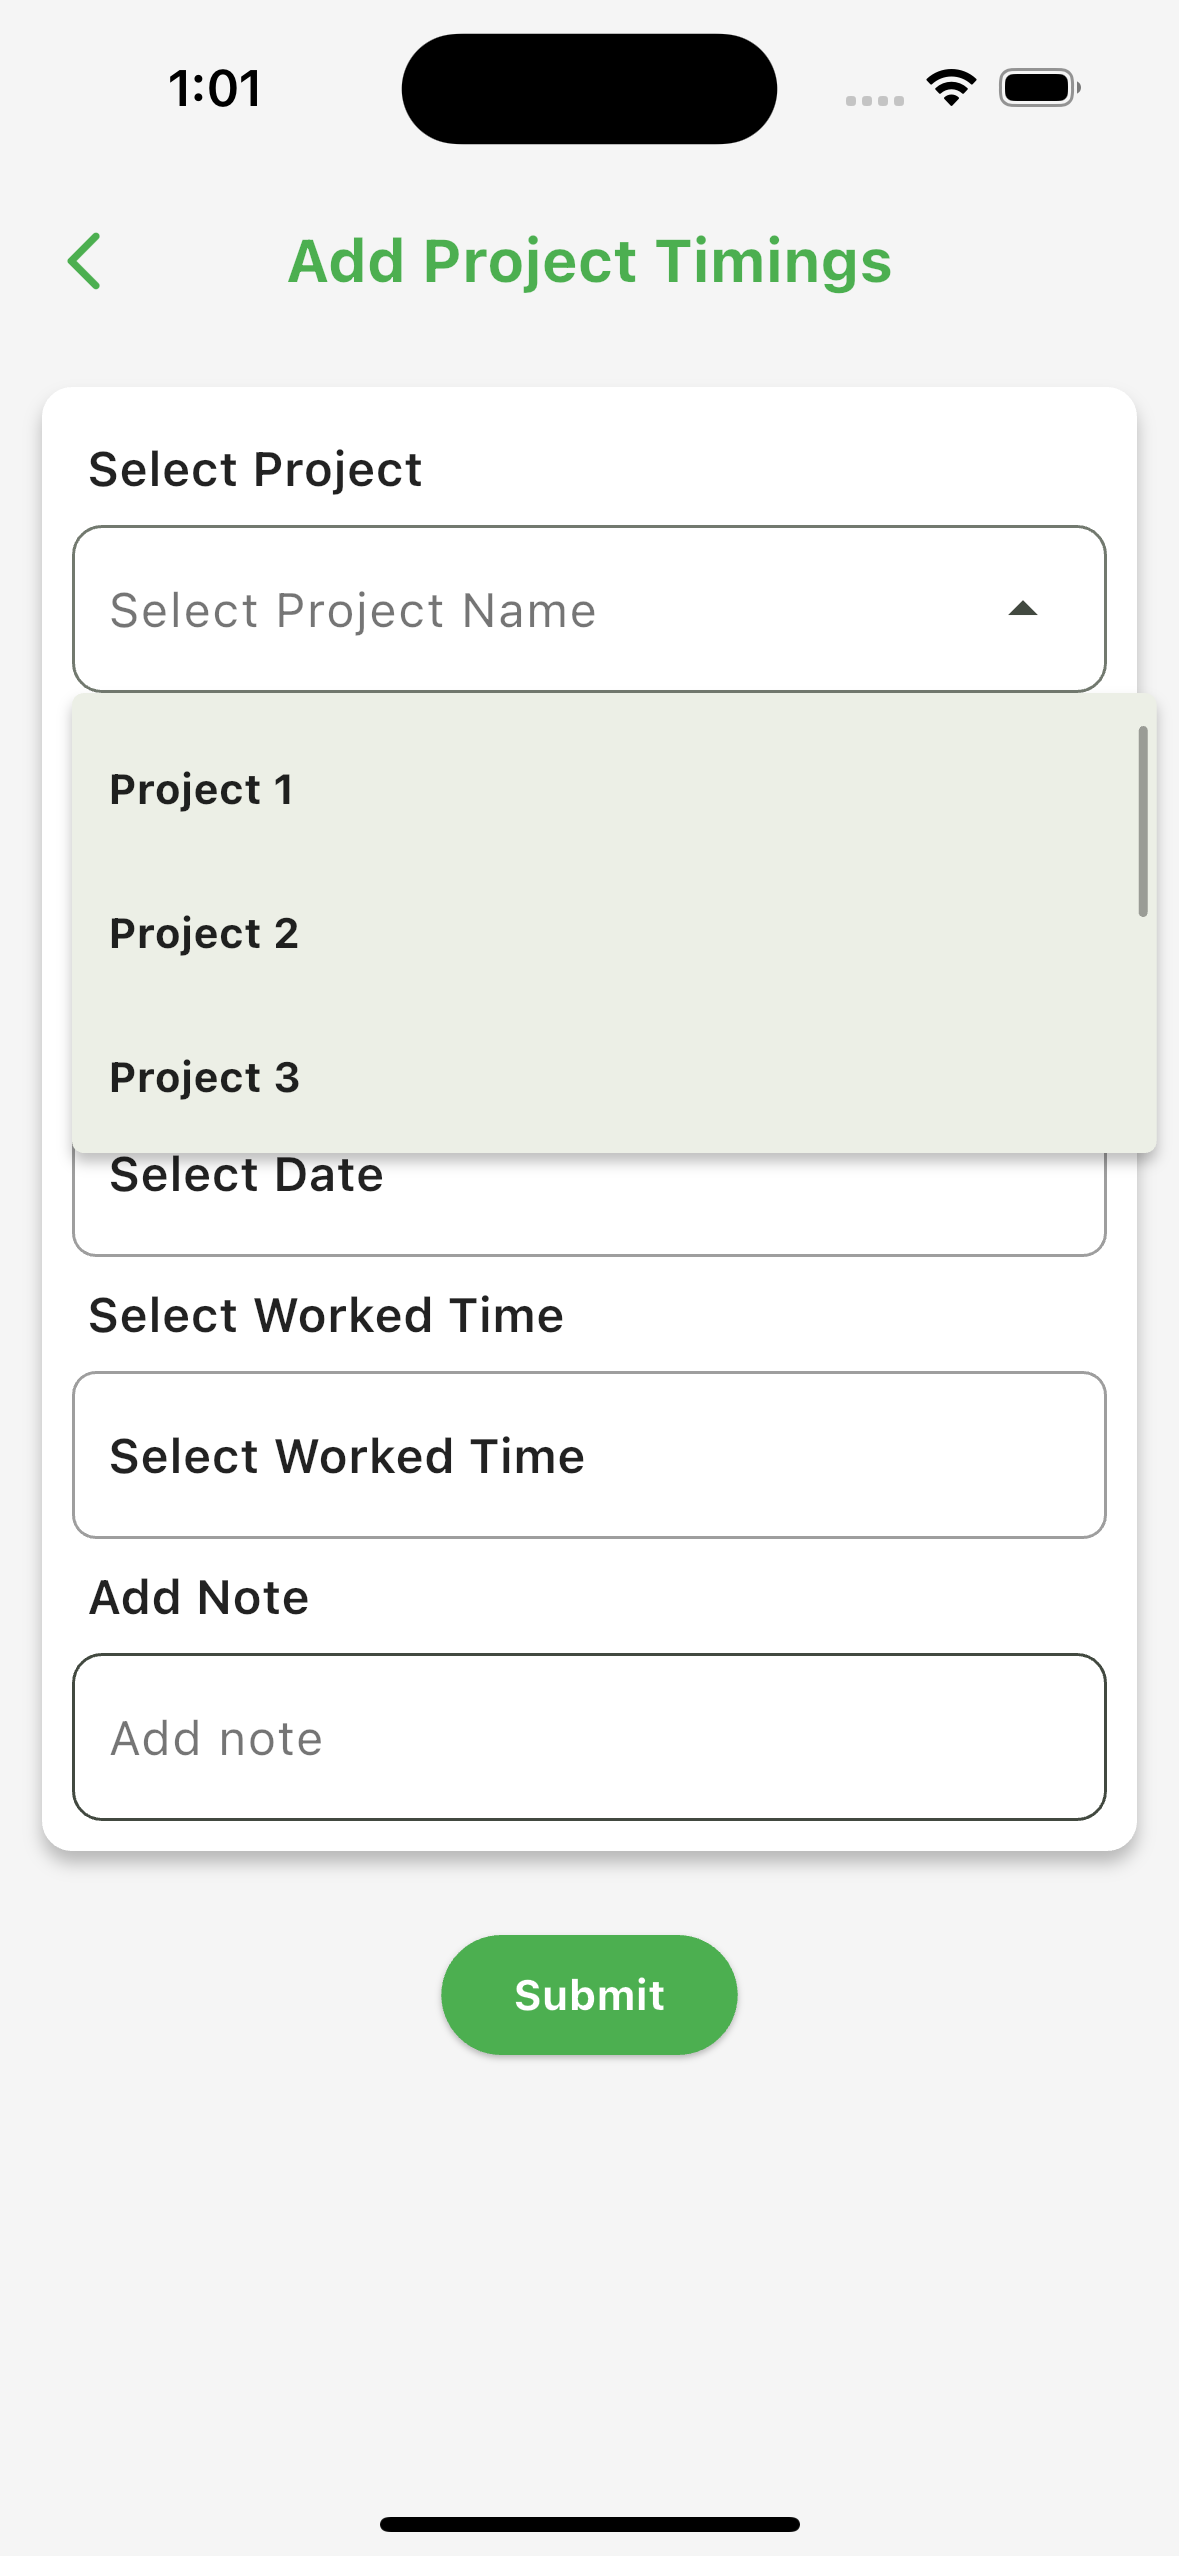 1:01
Add Project Timings
Select Project
Select Project Name
Project 1
Project 2
Project 3
Select Date
Select Worked Time
Select Worked Time
Add Note
Add note
Submit